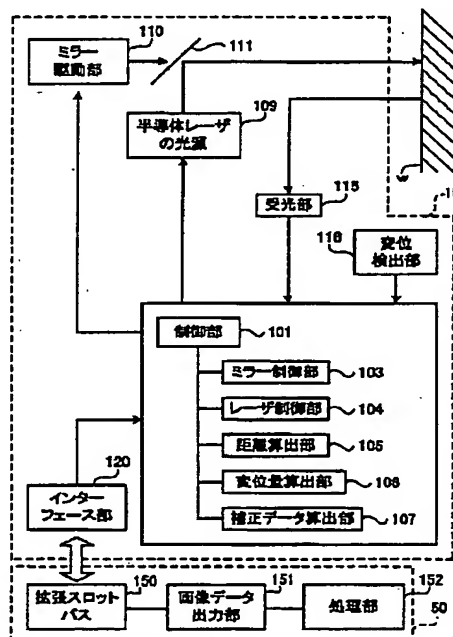 110
111
ミラー
駆動部
半導体レーザ
の光源
109
受光部
115
w
1
116
変位
検出部
制御部
101
ミラー制御部
103
レーザ制御部
104
距離算出部
105
変位量算出部
106
補正データ算出部
107
120
インター
フェース部
150
拡張スロット
バス
151
画像データ
出力部
152
処理部
50